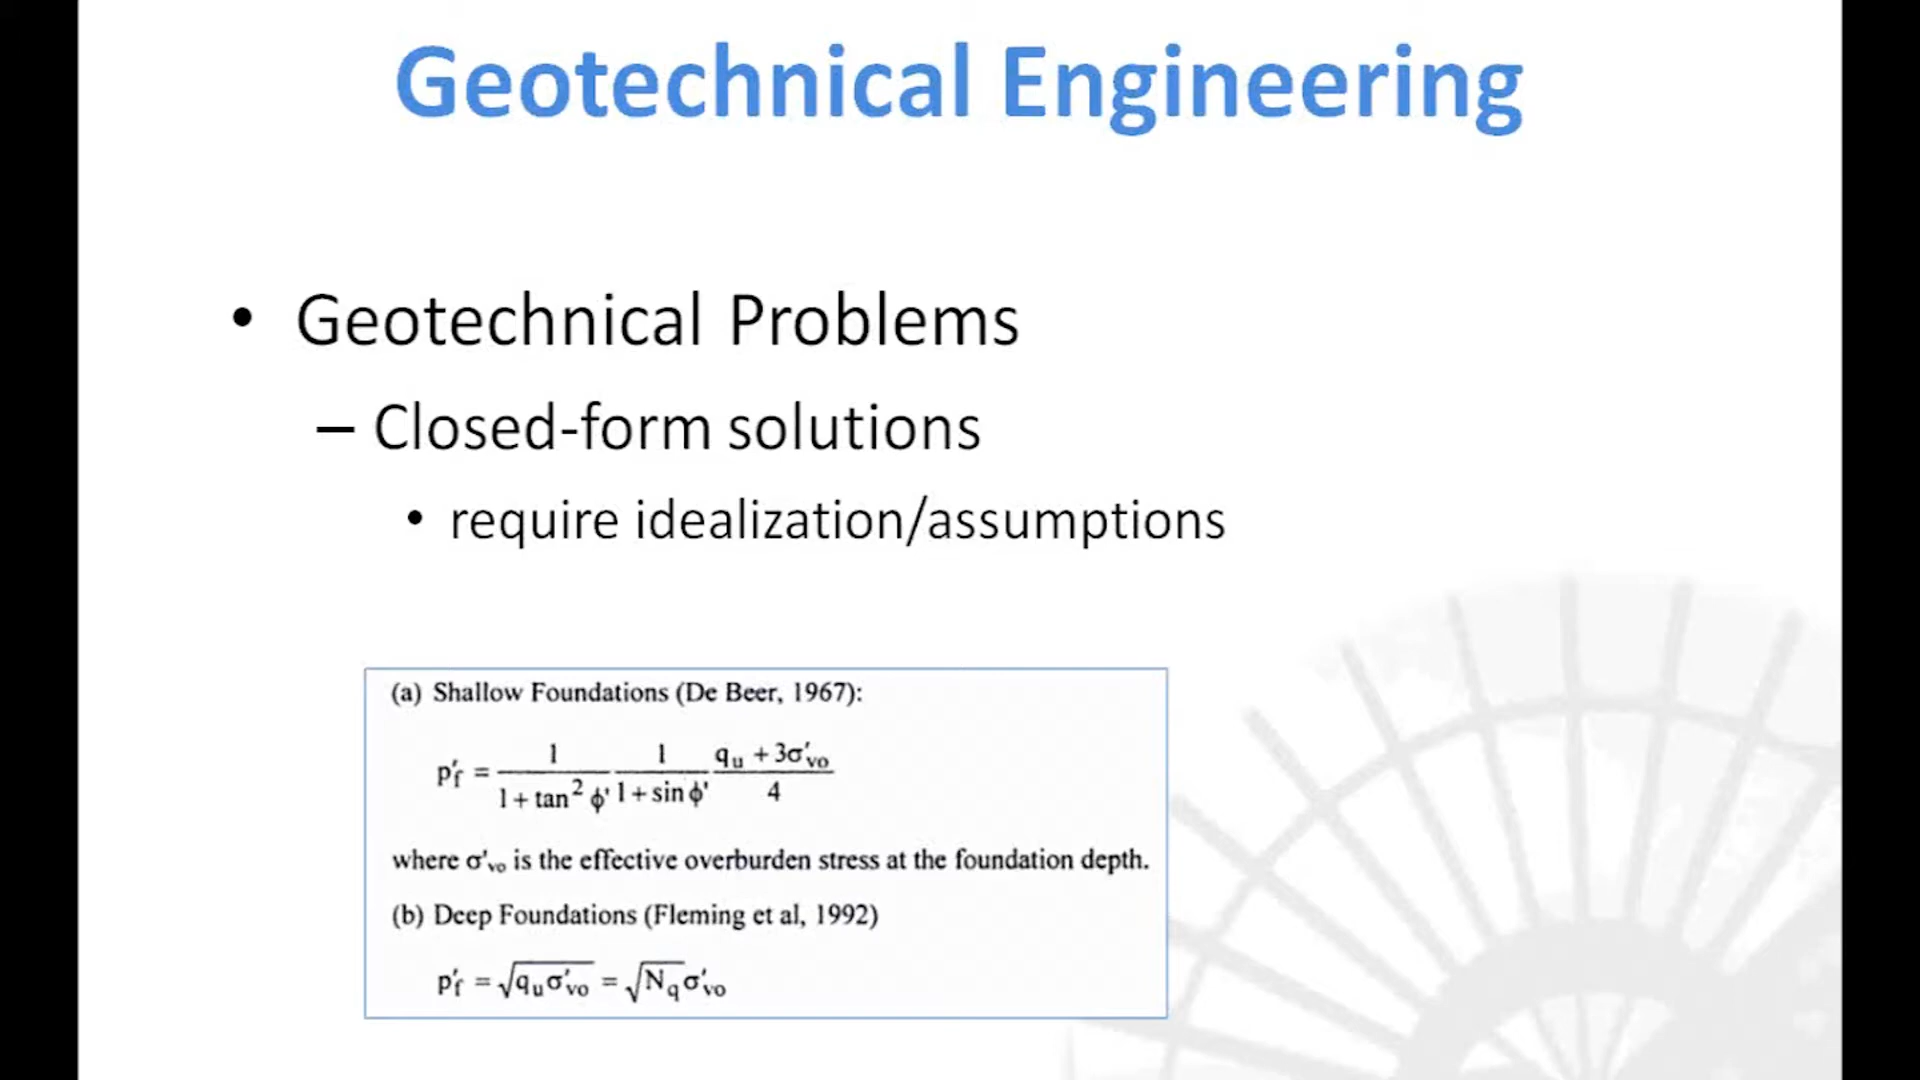 Geotechnical Engineering
• Geotechnical Problems
– Closed-form solutions
• require idealization/assumptions
(a) Shallow Foundations (De Beer, 1967):
p′f = 1/(1 + tan² ϕ') 1/(1 + sin ϕ') (qu + 3σ′vo)/4
where σ'vo is the effective overburden stress at the foundation depth.
(b) Deep Foundations (Fleming et al, 1992)
p′f = √(quσ′vo) = √Nq σ′vo